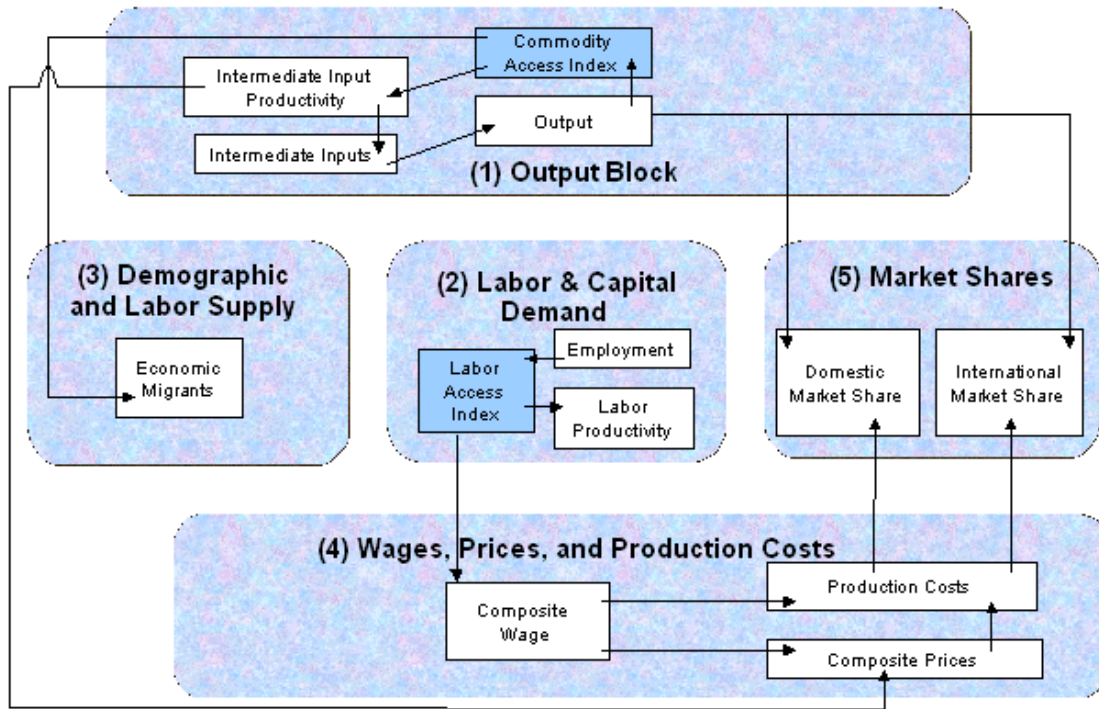 Commodity
Access Index
Intermediate Input
Productivity
Output
Intermediate Inputs
(1) Output Block
(3) Demographic
and Labor Supply
Economic
Migrants
(2) Labor & Capital
Demand
Employment
Labor
Access
Index
Labor
Productivity
(5) Market Shares
Domestic
Market Share
International
Market Share
(4) Wages, Prices, and Production Costs
Composite
Wage
Production Costs
Composite Prices